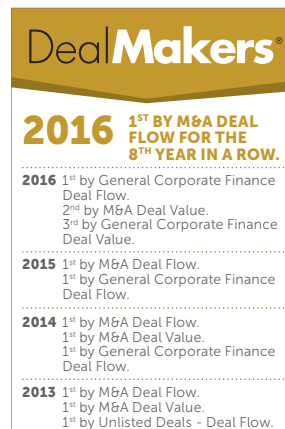 DealMakers®
2016 1ST BY M&A DEAL
FLOW FOR THE
8TH YEAR IN A ROW.
2016 1st by General Corporate Finance
Deal Flow.
2nd by M&A Deal Value.
3rd by General Corporate Finance
Deal Value.
2015 1st by M&A Deal Flow.
1st by General Corporate Finance
Deal Flow.
2014 1st by M&A Deal Flow.
1st by M&A Deal Value.
1st by General Corporate Finance
Deal Flow.
2013 1st by M&A Deal Flow.
1st by M&A Deal Value.
1st by Unlisted Deals - Deal Flow.